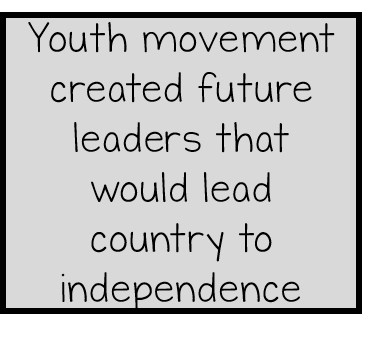 Youth movement
created future
leaders that
would lead
country to
independence